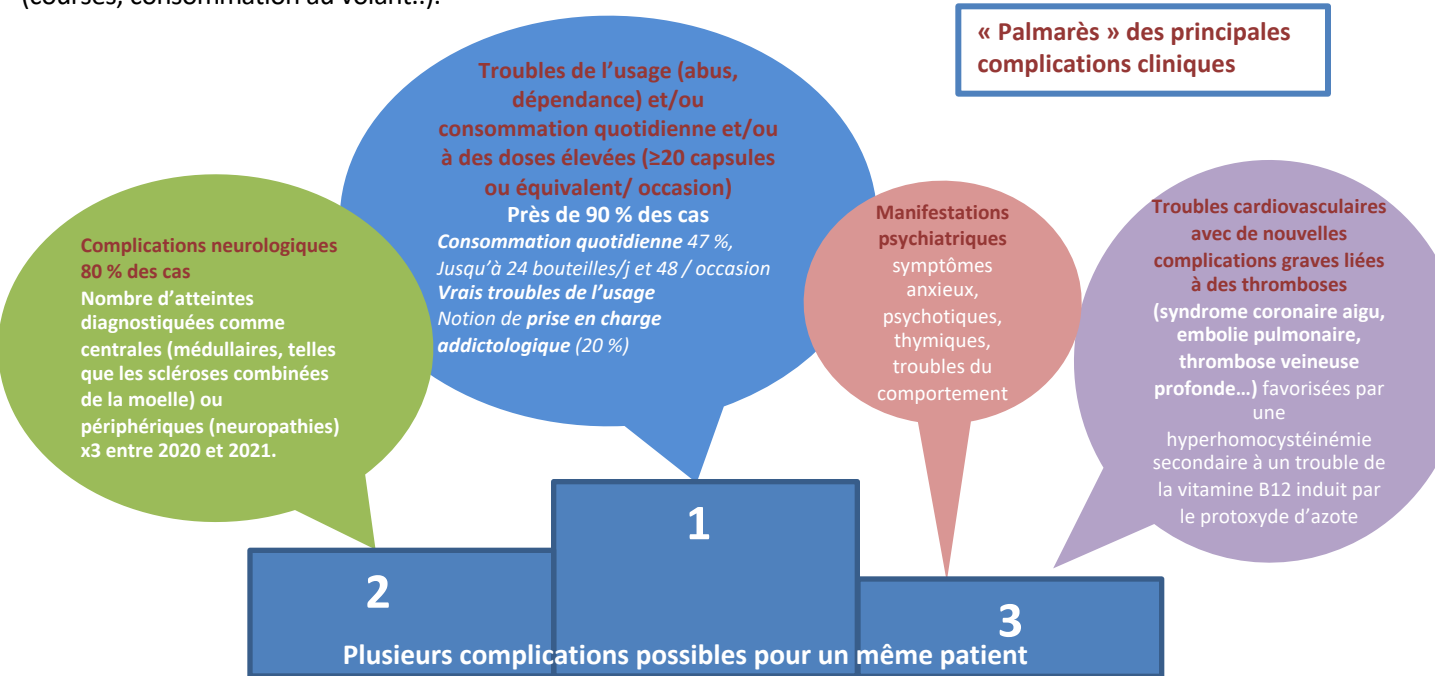 (courses, consommation au volant..).
« Palmarès » des principales
complications cliniques
Troubles de l’usage (abus,
dépendance) et/ou
consommation quotidienne et/ou
à des doses élevées (≥20 capsules
ou équivalent/ occasion)
Près de 90 % des cas
Consommation quotidienne 47 %,
Jusqu’à 24 bouteilles/j et 48 / occasion
Vrais troubles de l’usage
Notion de prise en charge
addictologique (20 %)
Complications neurologiques
80 % des cas
Nombre d’atteintes
diagnostiquées comme
centrales (médullaires, telles
que les scléroses combinées
de la moelle) ou
périphériques (neuropathies)
x3 entre 2020 et 2021.
Manifestations
psychiatriques
symptômes
anxieux,
psychotiques,
thymiques,
troubles du
comportement
Troubles cardiovasculaires
avec de nouvelles
complications graves liées
à des thromboses
(syndrome coronaire aigu,
embolie pulmonaire,
thrombose veineuse
profonde…) favorisées par
une
hyperhomocystéinémie
secondaire à un trouble de
la vitamine B12 induit par
le protoxyde d’azote
1
2
3
Plusieurs complications possibles pour un même patient